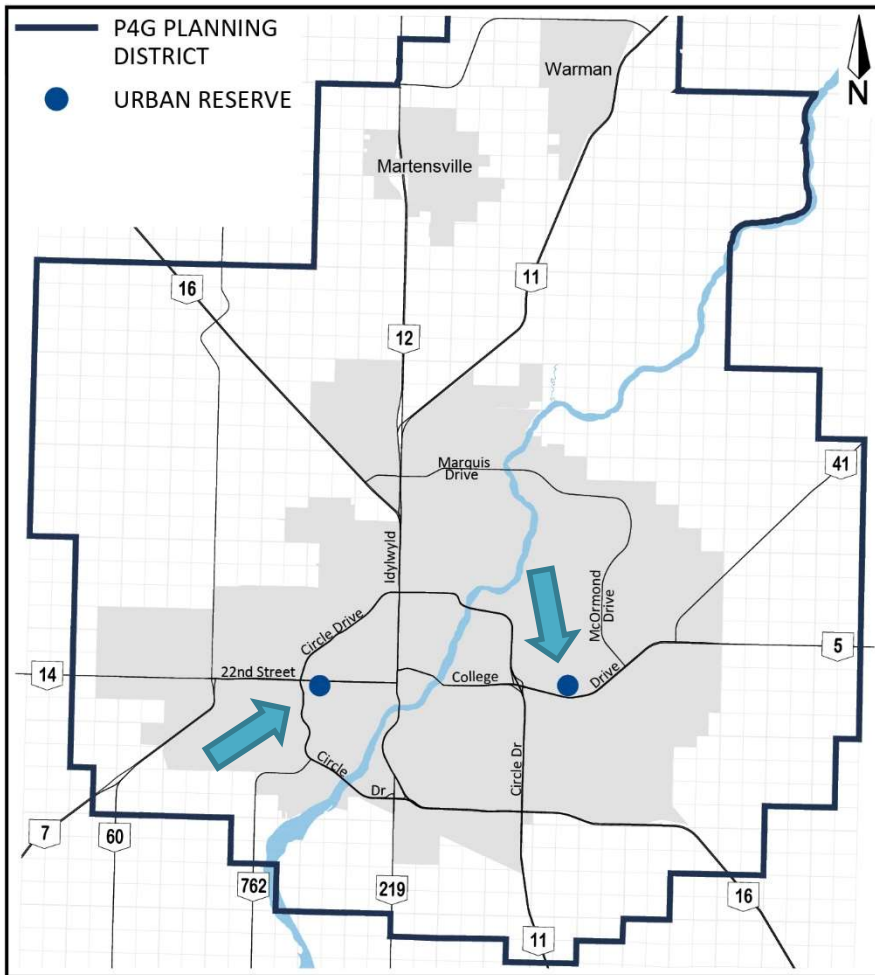 P4G PLANNING
DISTRICT
URBAN RESERVE
N
Warman
Martensville
16
11
12
Marquis
Drive
41
Idylwyld
McOrmond
Drive
Circle Drive
5
14
22nd Street
College
Drive
Circle
Dr
Circle Dr
7
60
762
219
16
11